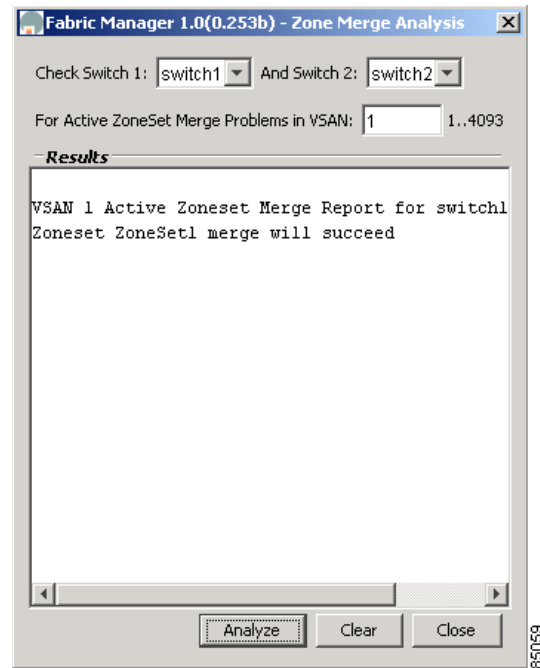 Fabric Manager 1.0(0.253b) - Zone Merge Analysis
Check Switch 1: switch1 And Switch 2: switch2
For Active ZoneSet Merge Problems in VSAN: 1 1..4093
Results
VSAN 1 Active Zoneset Merge Report for switch1
Zoneset ZoneSet1 merge will succeed
Analyze Clear Close
85059